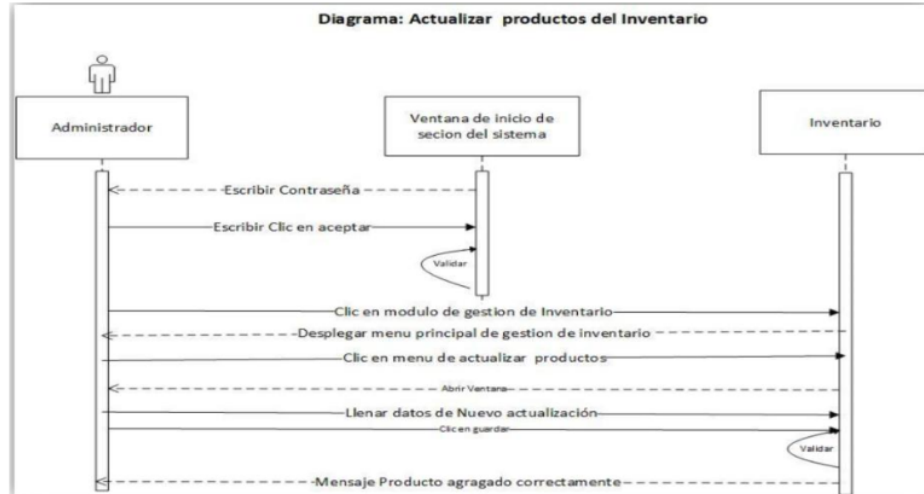 Diagrama: Actualizar productos del Inventario
Administrador
Ventana de inicio de
secion del sistema
Inventario
Escribir Contraseña
Escribir Clic en aceptar
Validar
Clic en modulo de gestion de Inventario
Desplegar menu principal de gestion de inventario
Clic en menu de actualizar productos
Abrir Ventana
Llenar datos de Nuevo actualización
Clic en guardar
Validar
Mensaje Producto agragado correctamente